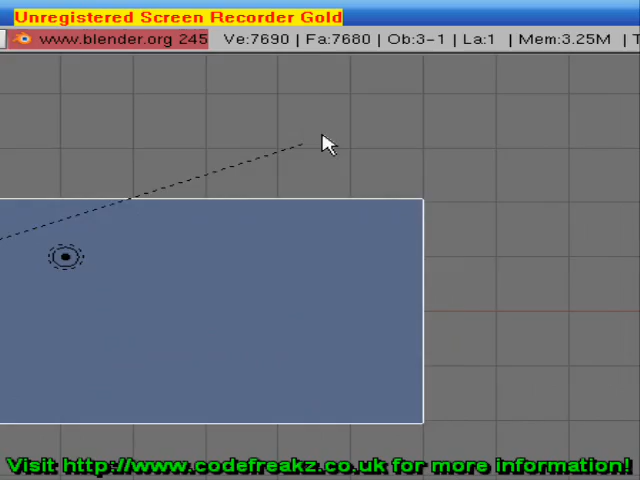 Unregistered Screen Recorder Gold
www.blender.org 245 Ve:7690 | Fa:7680 | Ob:3-1 | La:1 | Mem:3.25M | T
Visit http://www.codefreakz.co.uk for more information!